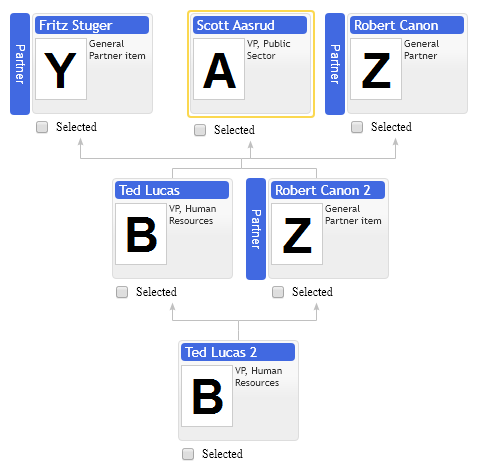 Fritz Stuger
Partner
Y
General
Partner item
Selected
Scott Aasrud
A
VP, Public
Sector
Selected
Robert Canon
Partner
Z
General
Partner
Selected
Ted Lucas
B
VP, Human
Resources
Selected
Robert Canon 2
Partner
Z
General
Partner item
Selected
Ted Lucas 2
B
VP, Human
Resources
Selected